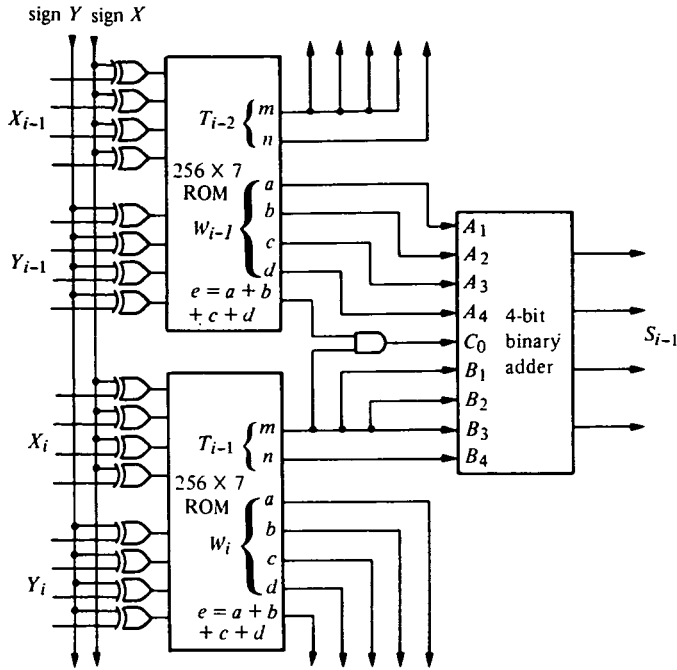 sign Y sign X
X_{i-1}
T_{i-2} { m
n
256 × 7
ROM
W_{i-1} { a
b
c
d
e = a + b
+ c + d
Y_{i-1}
A_1
A_2
A_3
A_4
C_0
B_1
B_2
B_3
B_4
4-bit
binary
adder
S_{i-1}
X_i
T_{i-1} { m
n
256 × 7
ROM
W_i { a
b
c
d
e = a + b
+ c + d
Y_i